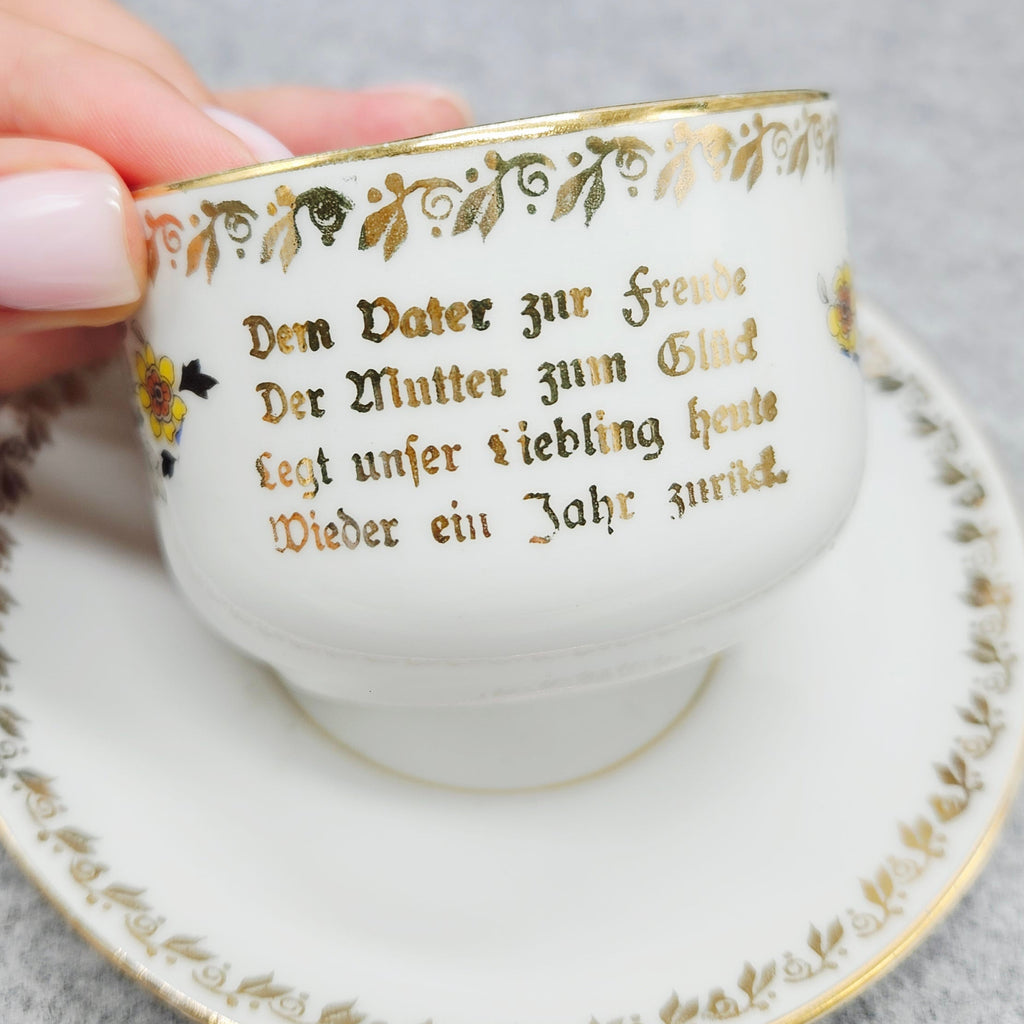 Dem Vater zur Freude
Der Mutter zum Glück
Legt unser Liebling heute
Wieder ein Jahr zurück.